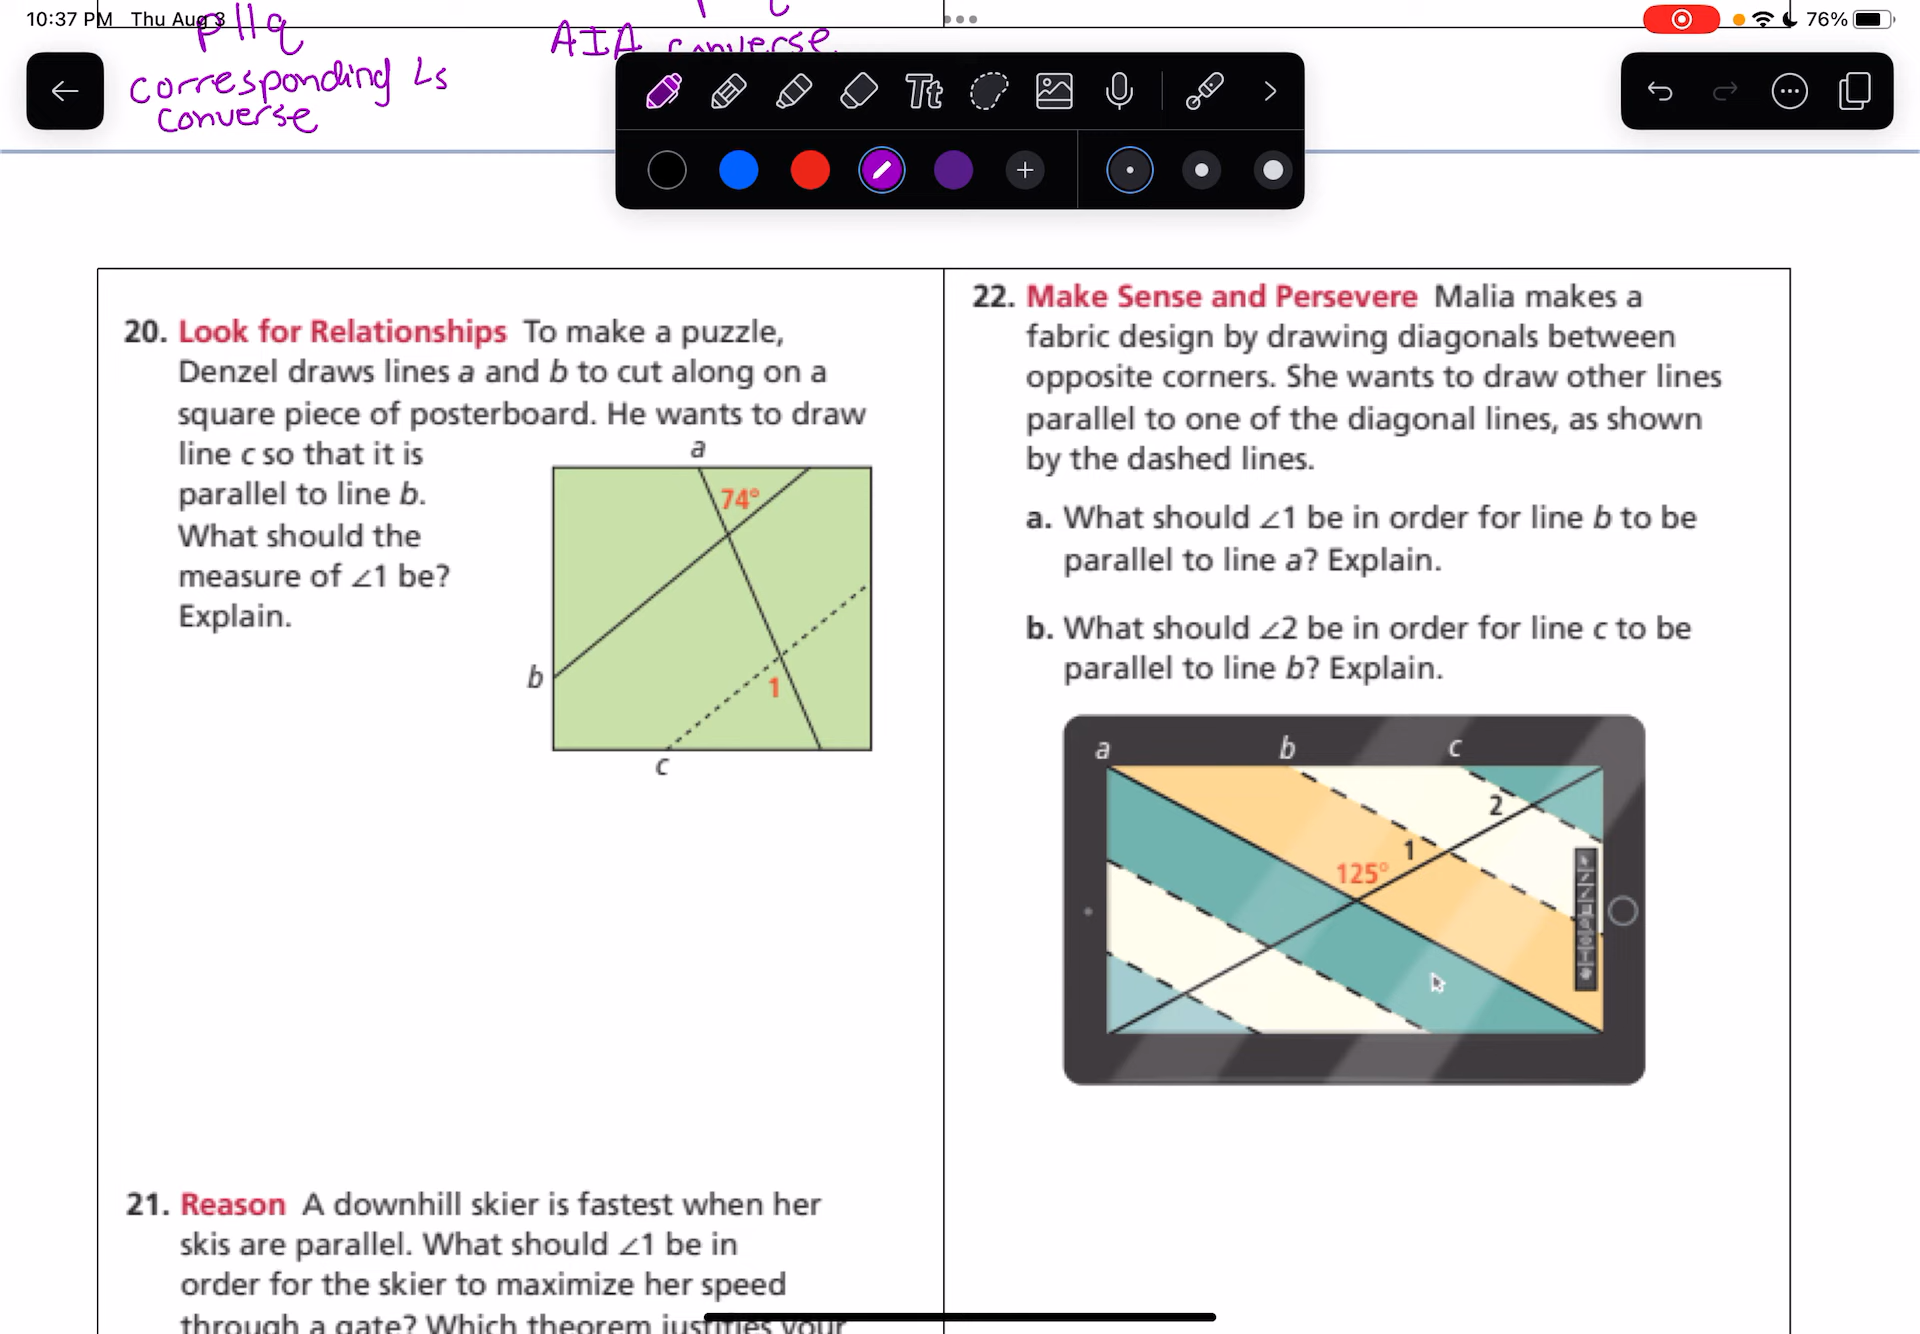 10:37 PM Thu Aug 3
76%
p||q
corresponding ∠s
converse
AIA converse
Tt
20. Look for Relationships To make a puzzle,
Denzel draws lines a and b to cut along on a
square piece of posterboard. He wants to draw
line c so that it is
parallel to line b.
What should the
measure of ∠1 be?
Explain.
a
74°
b
1
c
21. Reason A downhill skier is fastest when her
skis are parallel. What should ∠1 be in
order for the skier to maximize her speed
through a gate? Which theorem justifies your
22. Make Sense and Persevere Malia makes a
fabric design by drawing diagonals between
opposite corners. She wants to draw other lines
parallel to one of the diagonal lines, as shown
by the dashed lines.
a. What should ∠1 be in order for line b to be
parallel to line a? Explain.
b. What should ∠2 be in order for line c to be
parallel to line b? Explain.
a b c
2
1
125°